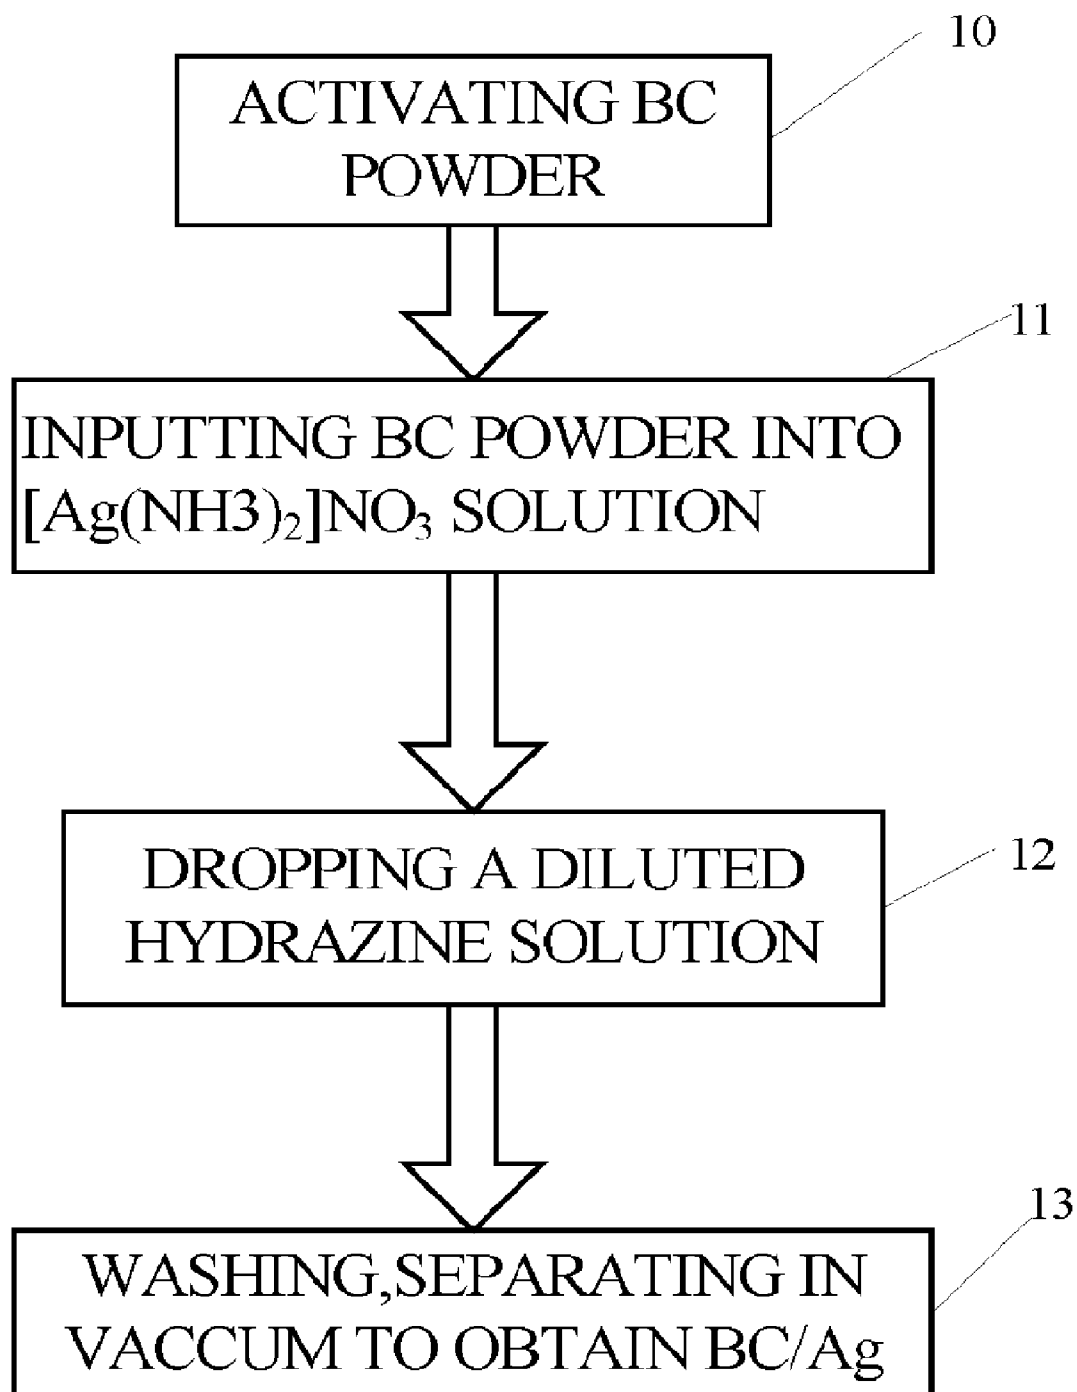 10
ACTIVATING BC
POWDER
11
INPUTTING BC POWDER INTO
[Ag(NH3)₂]NO₃ SOLUTION
12
DROPPING A DILUTED
HYDRAZINE SOLUTION
13
WASHING,SEPARATING IN
VACCUM TO OBTAIN BC/Ag